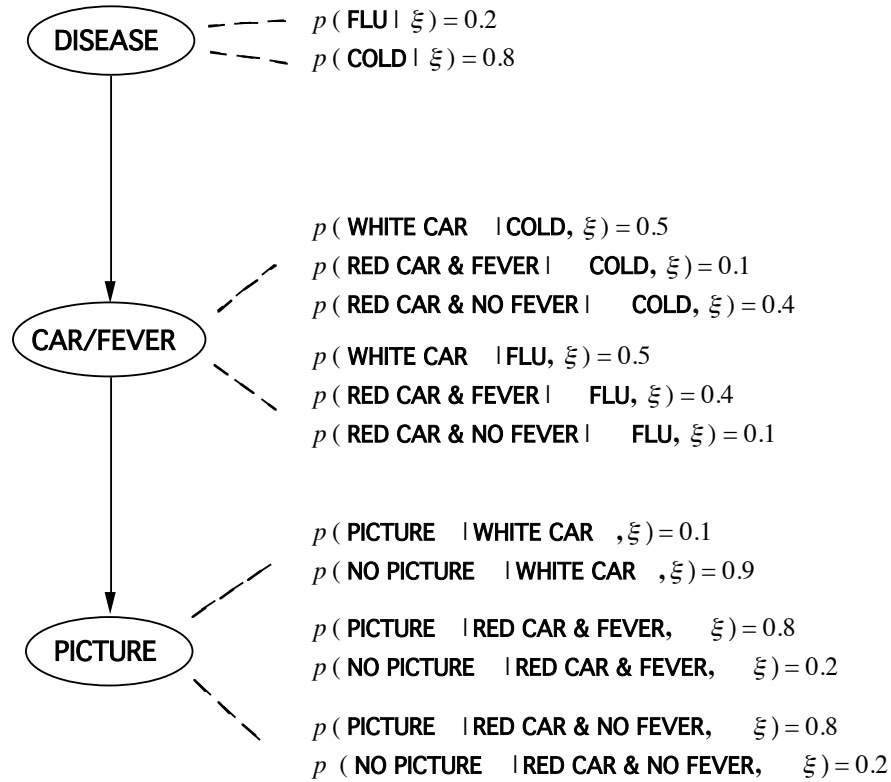 DISEASE
p ( FLU | ξ ) = 0.2
p ( COLD | ξ ) = 0.8
p ( WHITE CAR | COLD, ξ ) = 0.5
p ( RED CAR & FEVER | COLD, ξ ) = 0.1
p ( RED CAR & NO FEVER | COLD, ξ ) = 0.4
CAR/FEVER
p ( WHITE CAR | FLU, ξ ) = 0.5
p ( RED CAR & FEVER | FLU, ξ ) = 0.4
p ( RED CAR & NO FEVER | FLU, ξ ) = 0.1
p ( PICTURE | WHITE CAR , ξ ) = 0.1
p ( NO PICTURE | WHITE CAR , ξ ) = 0.9
PICTURE
p ( PICTURE | RED CAR & FEVER, ξ ) = 0.8
p ( NO PICTURE | RED CAR & FEVER, ξ ) = 0.2
p ( PICTURE | RED CAR & NO FEVER, ξ ) = 0.8
p ( NO PICTURE | RED CAR & NO FEVER, ξ ) = 0.2